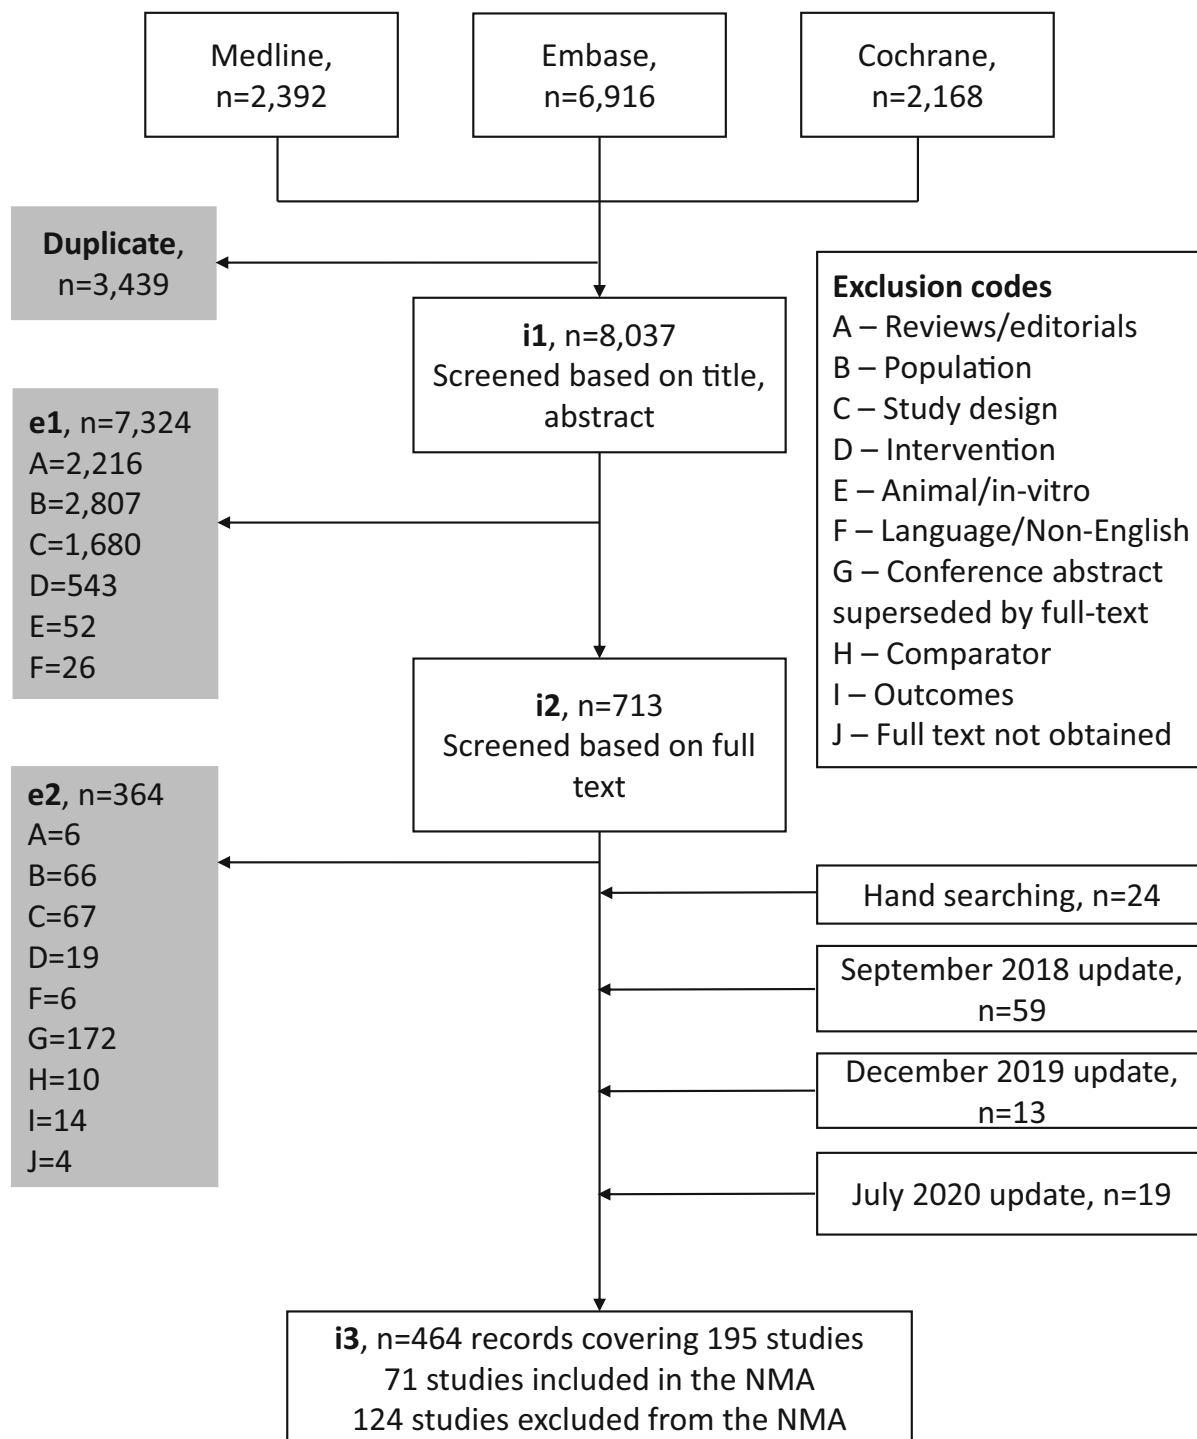 Medline,
n=2,392
Embase,
n=6,916
Cochrane,
n=2,168
Duplicate,
n=3,439
i1, n=8,037
Screened based on title,
abstract
Exclusion codes
A – Reviews/editorials
B – Population
C – Study design
D – Intervention
E – Animal/in-vitro
F – Language/Non-English
G – Conference abstract
superseded by full-text
H – Comparator
I – Outcomes
J – Full text not obtained
e1, n=7,324
A=2,216
B=2,807
C=1,680
D=543
E=52
F=26
i2, n=713
Screened based on full
text
e2, n=364
A=6
B=66
C=67
D=19
F=6
G=172
H=10
I=14
J=4
Hand searching, n=24
September 2018 update,
n=59
December 2019 update,
n=13
July 2020 update, n=19
i3, n=464 records covering 195 studies
71 studies included in the NMA
124 studies excluded from the NMA